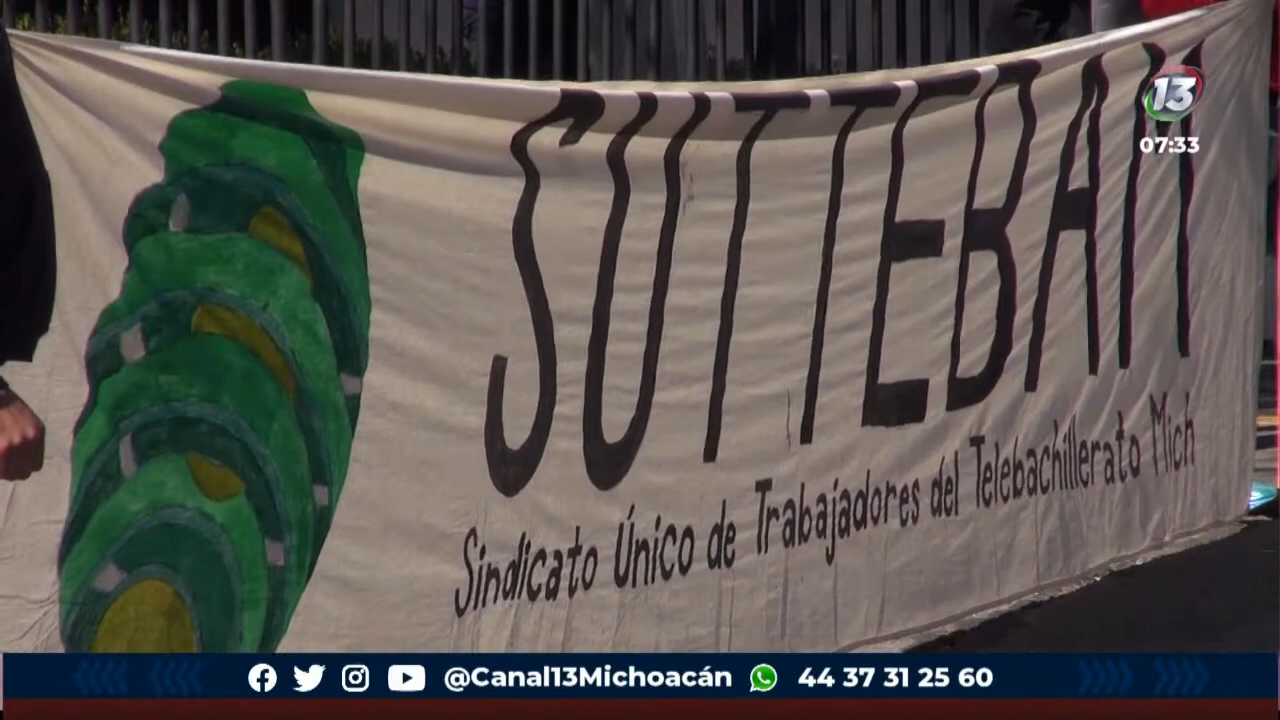 SUTTEBAM
Sindicato Único de Trabajadores del Telebachillerato Mich
13
07:33
@Canal13Michoacán 44 37 31 25 60